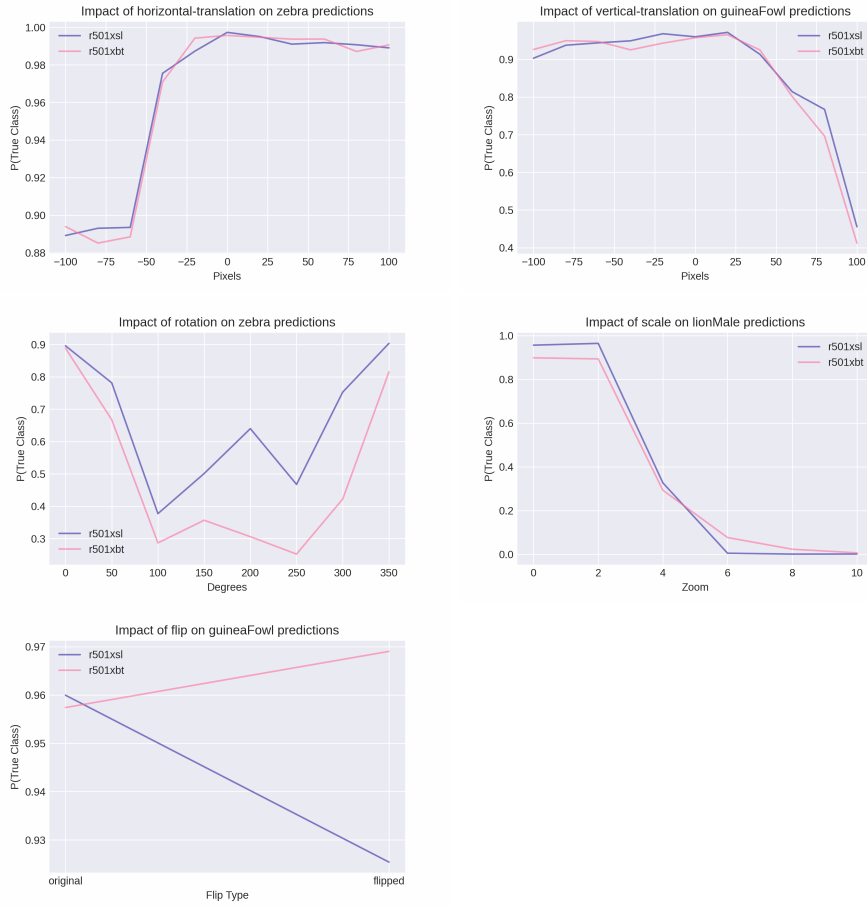 Impact of horizontal-translation on zebra predictions
1.00
0.98
0.96
0.94
0.92
0.90
0.88
P(True Class)
r501xsl
r501xbt
−100 −75 −50 −25 0 25 50 75 100
Pixels
Impact of vertical-translation on guineaFowl predictions
0.9
0.8
0.7
0.6
0.5
0.4
P(True Class)
r501xsl
r501xbt
−100 −75 −50 −25 0 25 50 75 100
Pixels
Impact of rotation on zebra predictions
0.9
0.8
0.7
0.6
0.5
0.4
0.3
P(True Class)
r501xsl
r501xbt
0 50 100 150 200 250 300 350
Degrees
Impact of scale on lionMale predictions
1.0
0.8
0.6
0.4
0.2
0.0
P(True Class)
r501xsl
r501xbt
0 2 4 6 8 10
Zoom
Impact of flip on guineaFowl predictions
0.97
0.96
0.95
0.94
0.93
P(True Class)
r501xsl
r501xbt
original flipped
Flip Type